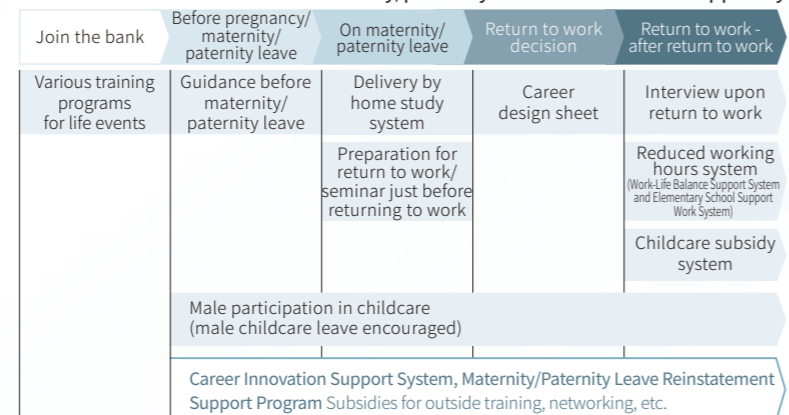 Join the bank
Before pregnancy/
maternity/
paternity leave
On maternity/
paternity leave
Return to work
decision
Return to work -
after return to work
Various training
programs
for life events
Guidance before
maternity/
paternity leave
Delivery by
home study
system
Career
design sheet
Interview upon
return to work
Preparation for
return to work/
seminar just before
returning to work
Reduced working
hours system
(Work-Life Balance Support System
and Elementary School Support
Work System)
Childcare subsidy
system
Male participation in childcare
(male childcare leave encouraged)
Career Innovation Support System, Maternity/Paternity Leave Reinstatement
Support Program Subsidies for outside training, networking, etc.